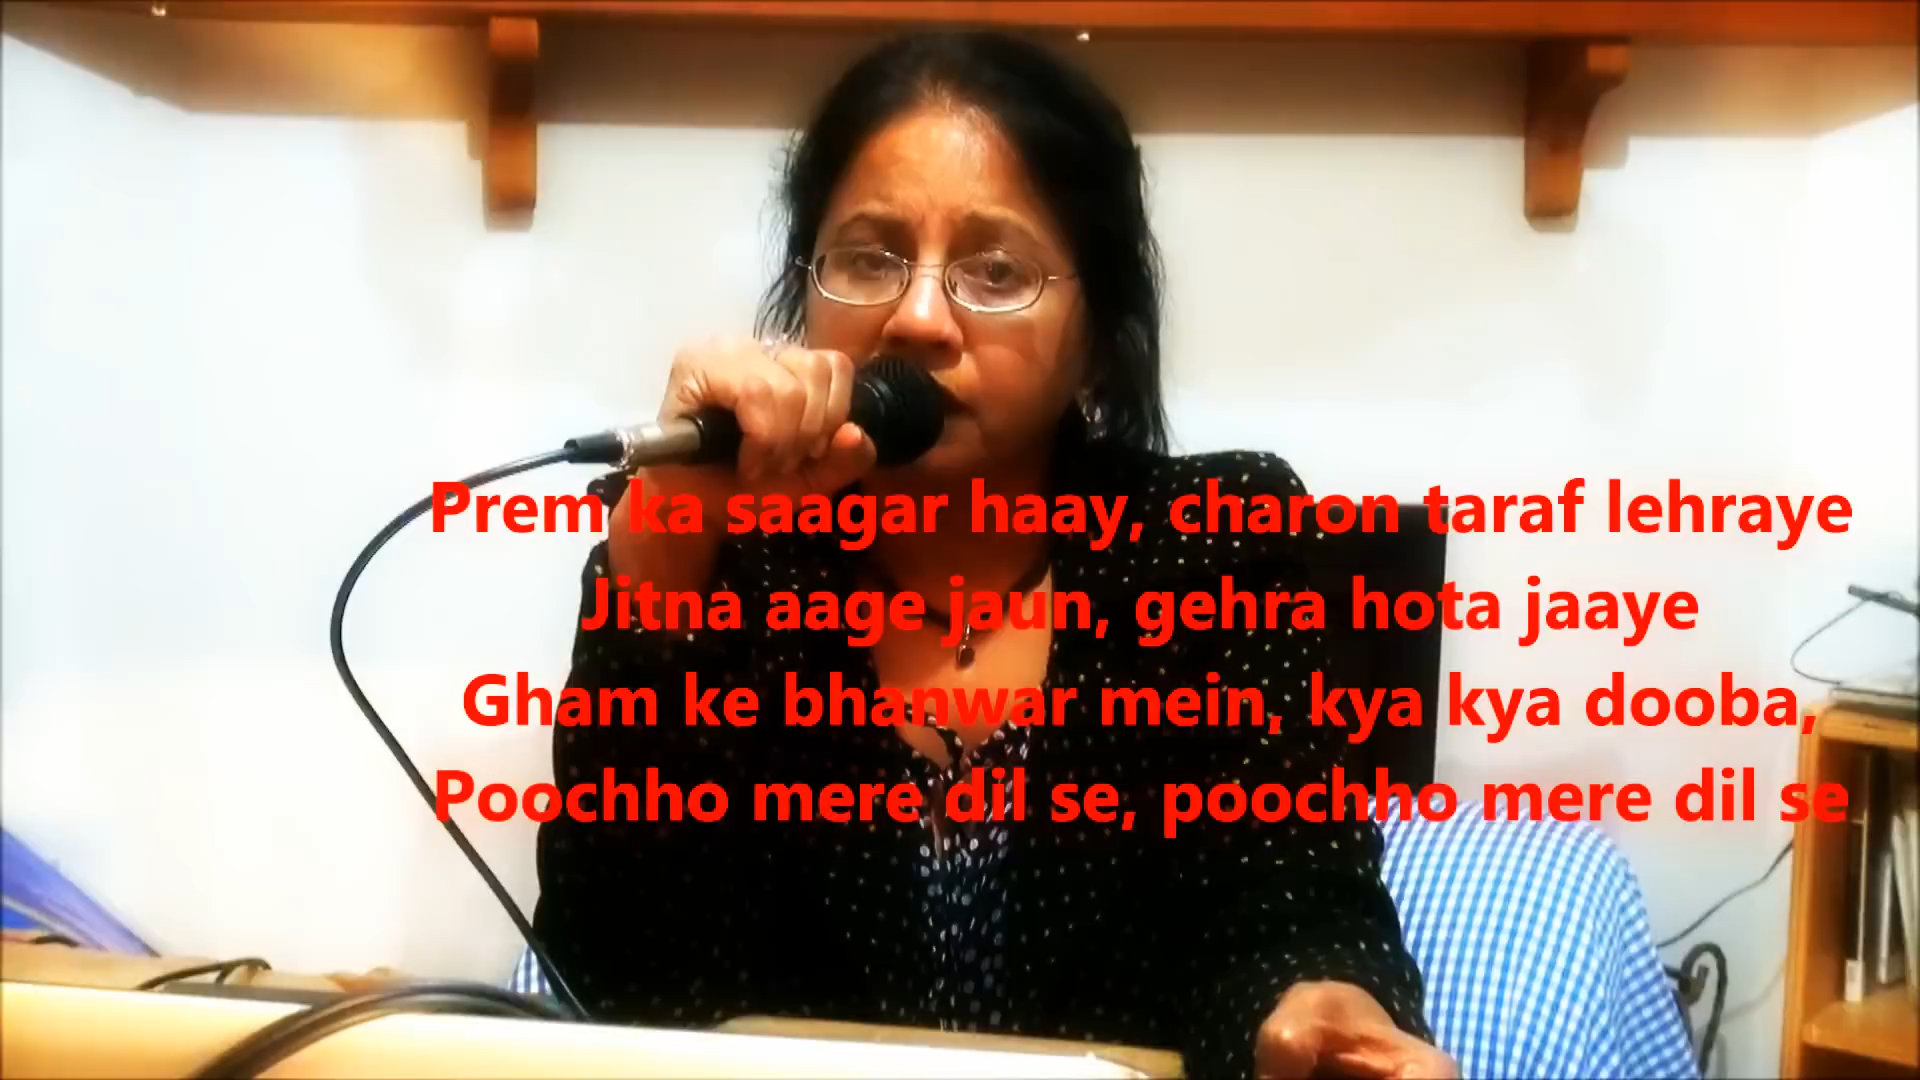 Prem ka saagar haay, charon taraf lehraye
Jitna aage jaun, gehra hota jaaye
Gham ke bhanwar mein, kya kya dooba,
Poochho mere dil se, poochho mere dil se